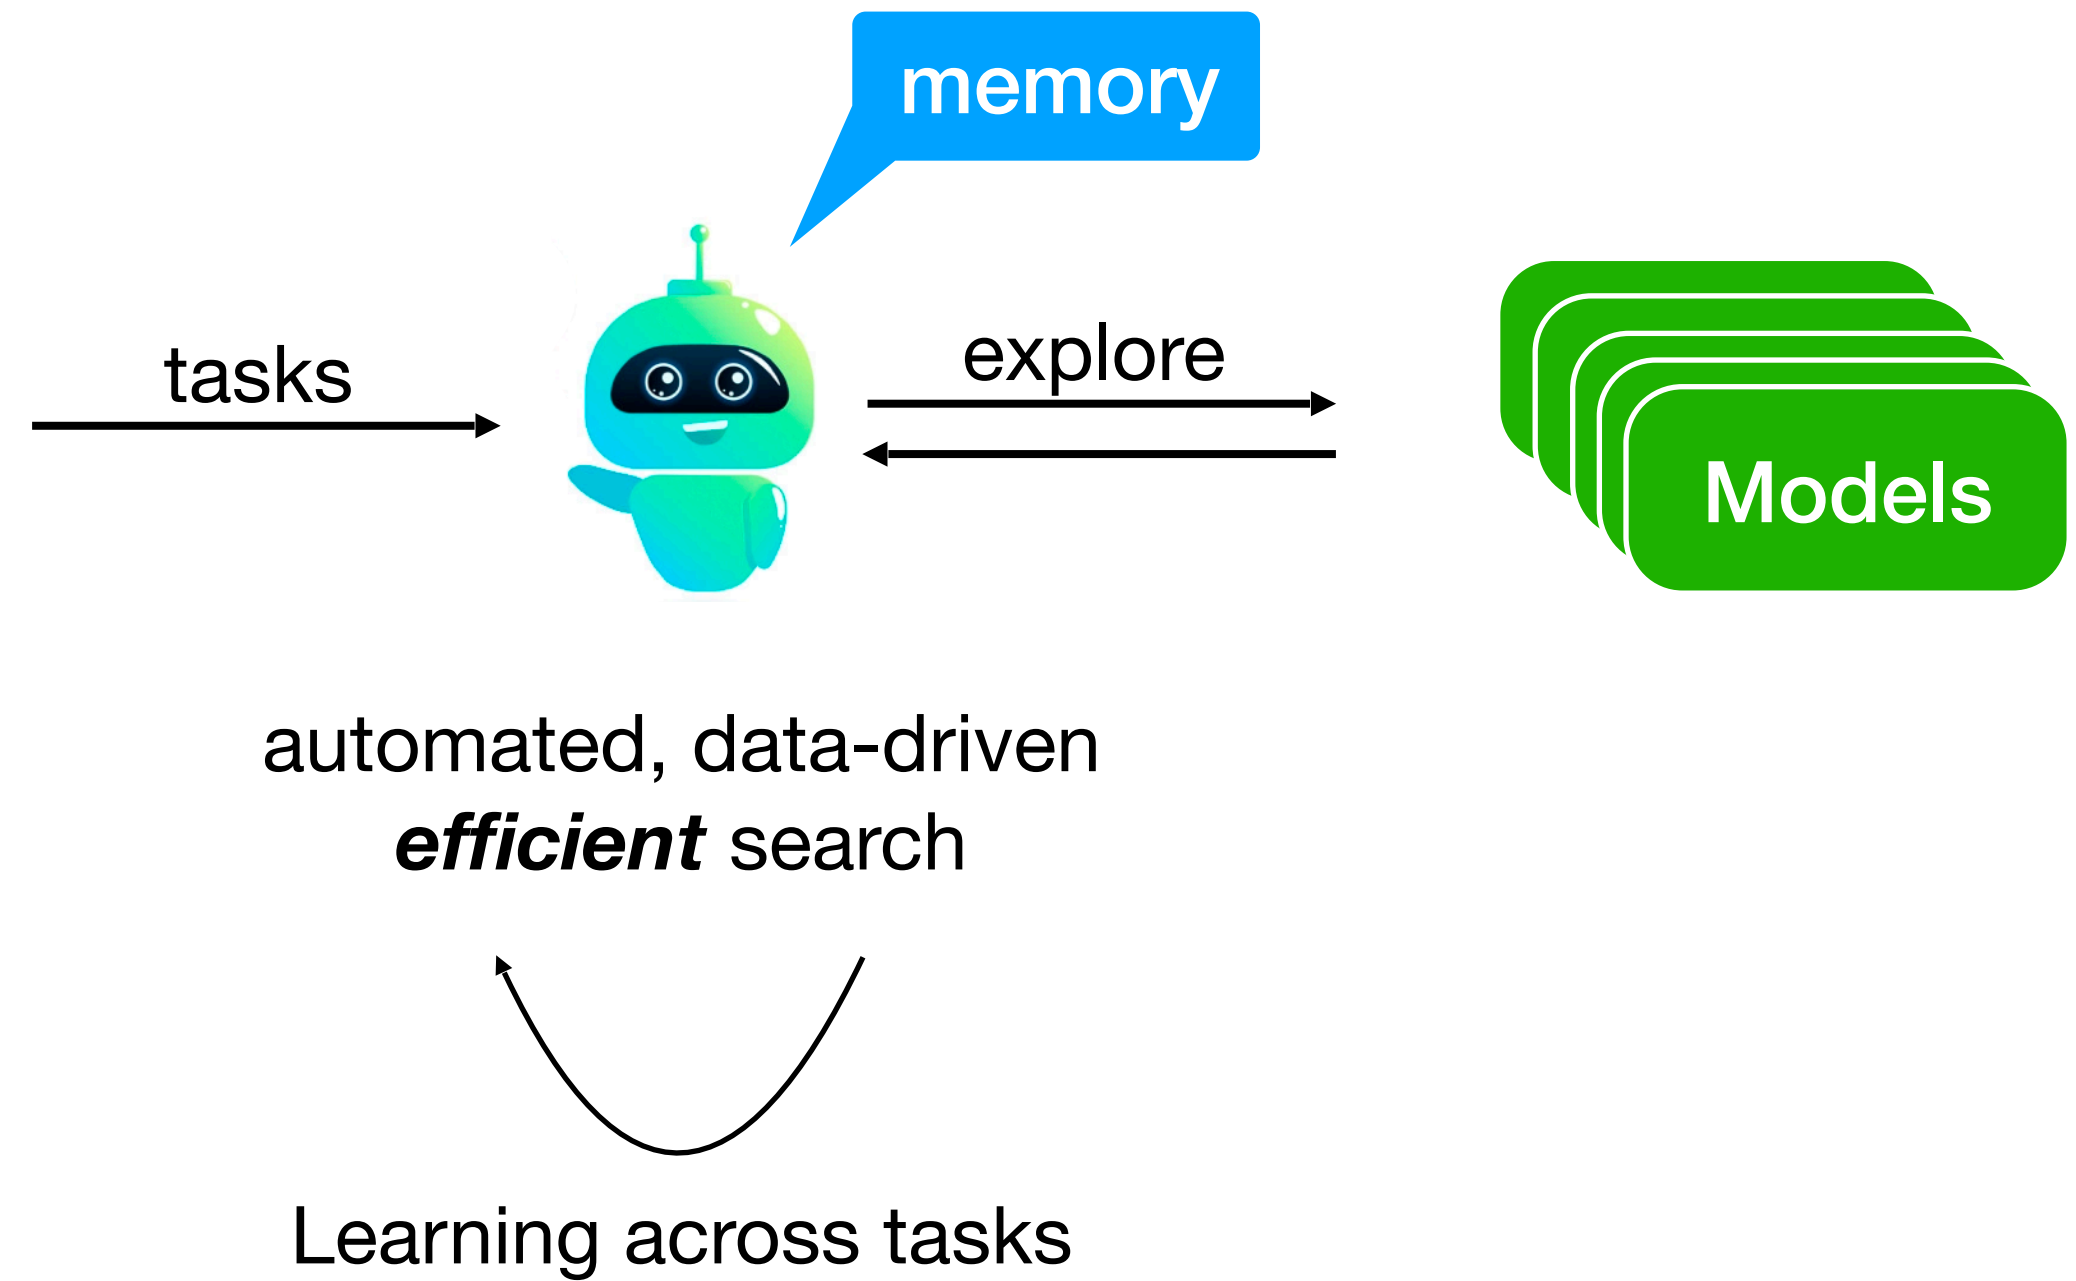 memory
tasks
explore
Models
automated, data-driven
efficient search
Learning across tasks